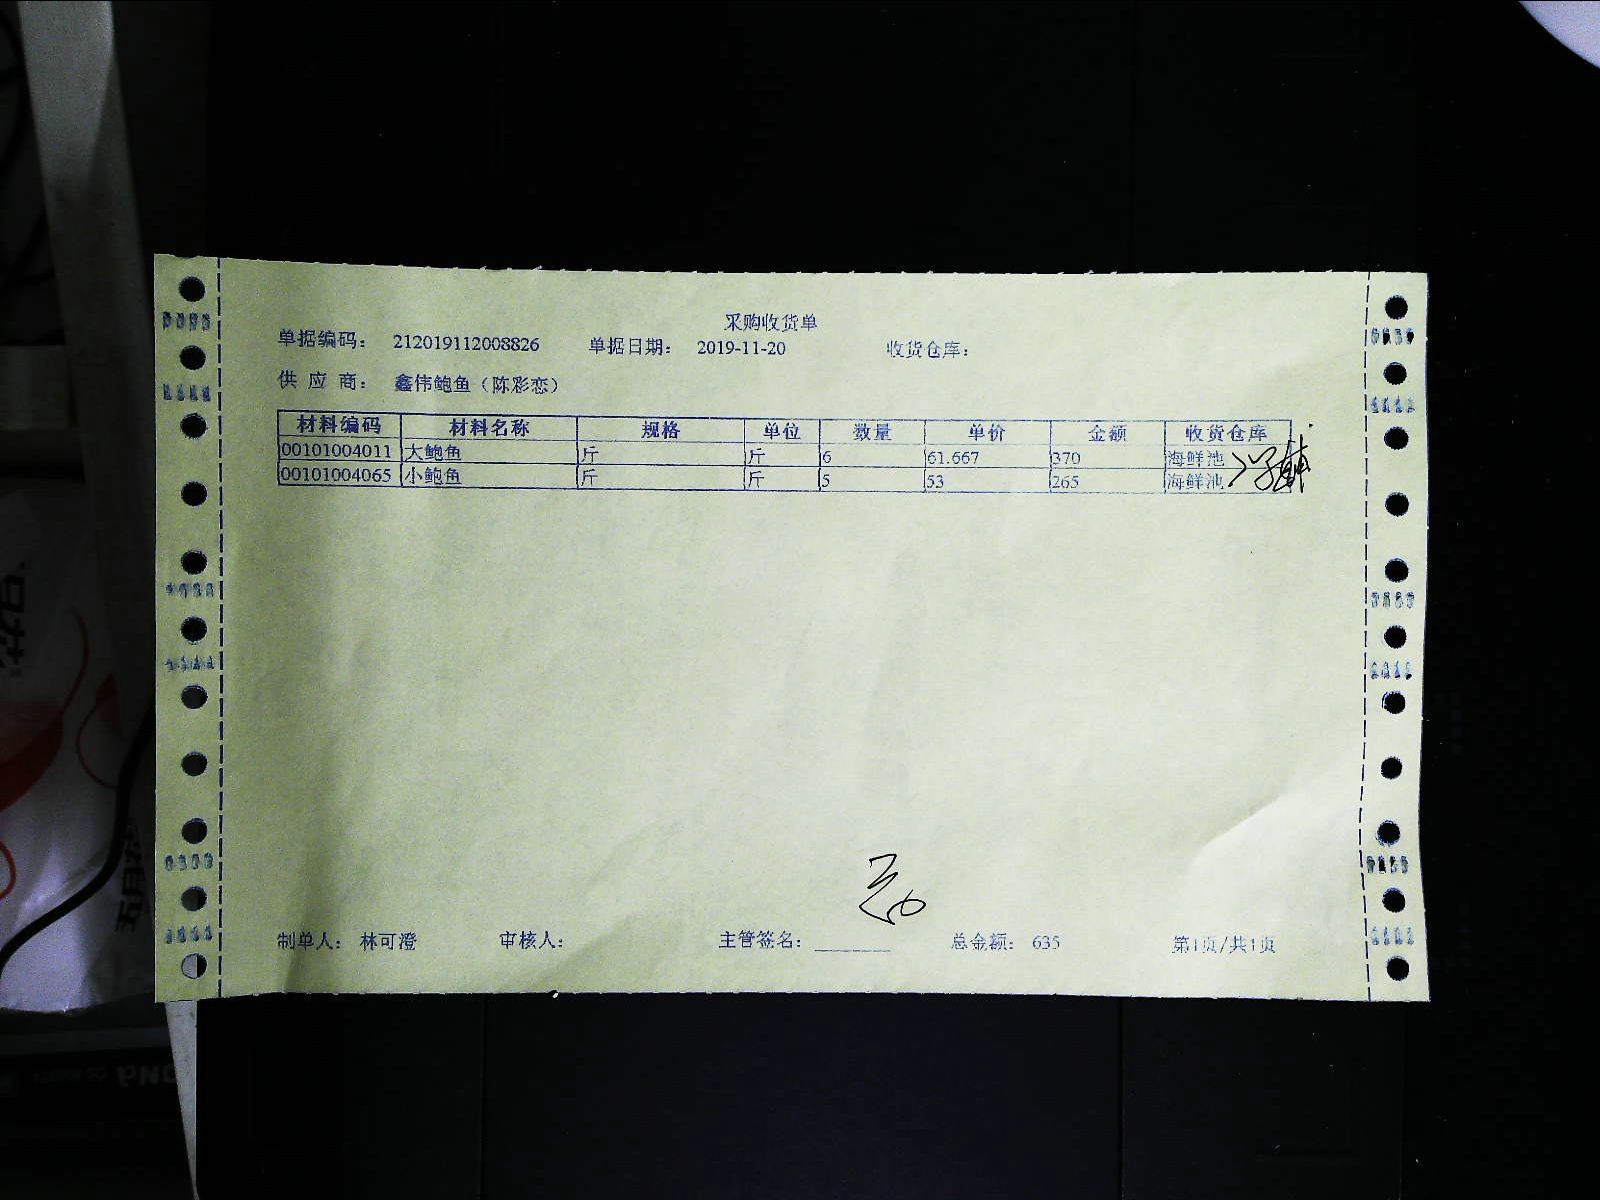 采购收货单
单据编码： 212019112008826 单据日期： 2019-11-20 收货仓库：
供 应 商： 鑫伟鲍鱼（陈彩恋）
材料编码 材料名称 规格 单位 数量 单价 金额 收货仓库
00101004011 大鲍鱼 斤 斤 6 61.667 370 海鲜池
00101004065 小鲍鱼 斤 斤 5 53 265 海鲜池
制单人： 林可澄 审核人： 主管签名： 总金额： 635 第1页/共1页